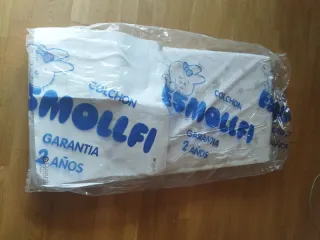 COLCHON
ESMOLLFI
GARANTIA
2 AÑOS
COLCHON
ESMOLLFI
GARANTIA
2 AÑOS